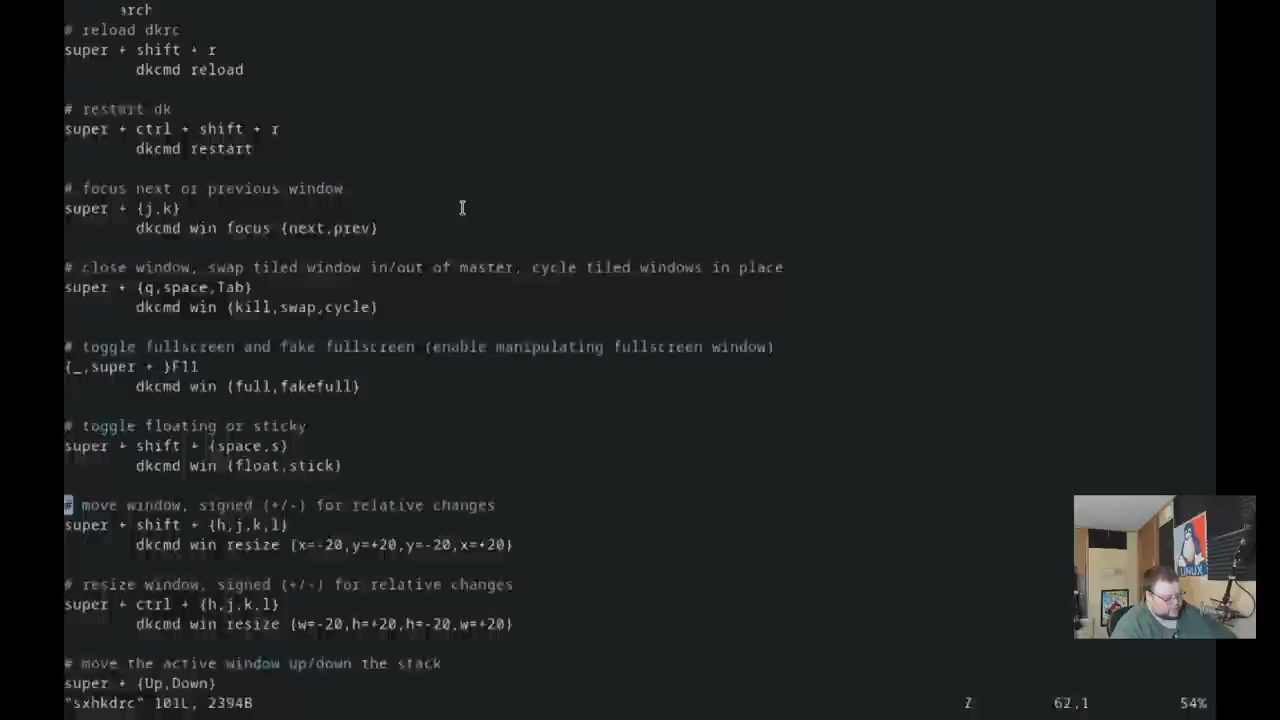 arch
# reload dkrc
super + shift + r
dkcmd reload
# restart dk
super + ctrl + shift + r
dkcmd restart
# focus next or previous window
super + {j,k}
dkcmd win focus {next,prev}
# close window, swap tiled window in/out of master, cycle tiled windows in place
super + {q,space,Tab}
dkcmd win {kill,swap,cycle}
# toggle fullscreen and fake fullscreen (enable manipulating fullscreen window)
{_,super + }F11
dkcmd win {full,fakefull}
# toggle floating or sticky
super + shift + {space,s}
dkcmd win {float,stick}
# move window, signed (+/-) for relative changes
super + shift + {h,j,k,l}
dkcmd win resize {x=-20,y=+20,y=-20,x=+20}
# resize window, signed (+/-) for relative changes
super + ctrl + {h,j,k,l}
dkcmd win resize {w=-20,h=+20,h=-20,w=+20}
# move the active window up/down the stack
super + {Up,Down}
"sxhkdrc" 101L, 2394B Z 62,1 54%
LINUX